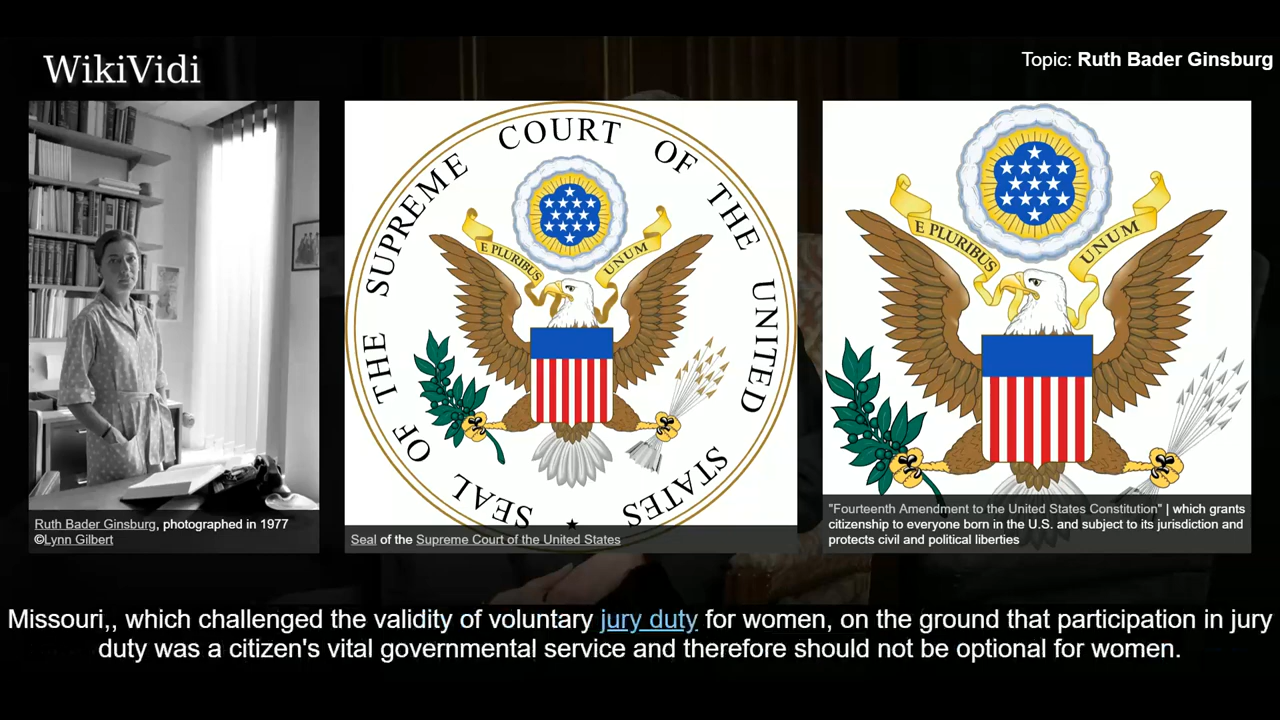 WikiVidi
Topic: Ruth Bader Ginsburg
Ruth Bader Ginsburg, photographed in 1977
©Lynn Gilbert
SEAL OF THE SUPREME COURT OF THE UNITED STATES
E PLURIBUS UNUM
Seal of the Supreme Court of the United States
E PLURIBUS UNUM
"Fourteenth Amendment to the United States Constitution" | which grants
citizenship to everyone born in the U.S. and subject to its jurisdiction and
protects civil and political liberties
Missouri,, which challenged the validity of voluntary jury duty for women, on the ground that participation in jury
duty was a citizen's vital governmental service and therefore should not be optional for women.